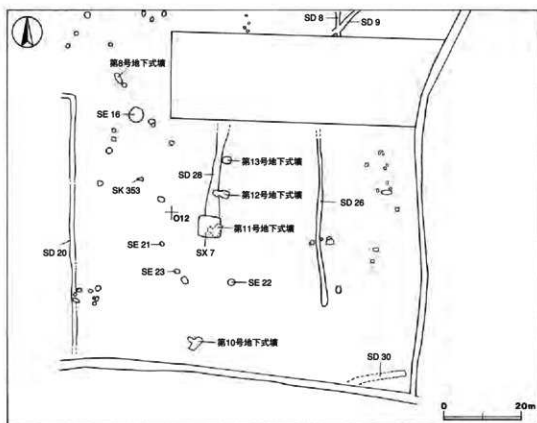 SD 8
SD 9
第8号地下式壙
SE 16
第13号地下式壙
SD 28
SK 353
第12号地下式壙
SD 26
O12
第11号地下式壙
SD 20
SE 21
SX 7
SE 23
SE 22
第10号地下式壙
SD 30
0 20m